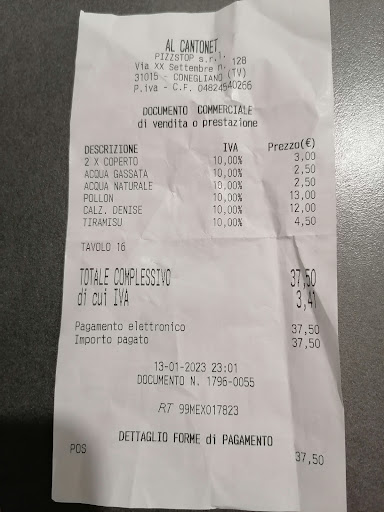 AL CANTONET
PIZZSTOP s.r.l.
Via XX Settembre n. 128
31015 - CONEGLIANO (TV)
P.iva - C.F. 04824540266
DOCUMENTO COMMERCIALE
di vendita o prestazione
DESCRIZIONE IVA Prezzo(€)
2 X COPERTO 10,00% 3,00
ACQUA GASSATA 10,00% 2,50
ACQUA NATURALE 10,00% 2,50
POLLON 10,00% 13,00
CALZ. DENISE 10,00% 12,00
TIRAMISU 10,00% 4,50
TAVOLO 16
TOTALE COMPLESSIVO 37,50
di cui IVA 3,41
Pagamento elettronico 37,50
Importo pagato 37,50
13-01-2023 23:01
DOCUMENTO N. 1796-0055
RT 99MEX017823
DETTAGLIO FORME di PAGAMENTO
POS 37,50